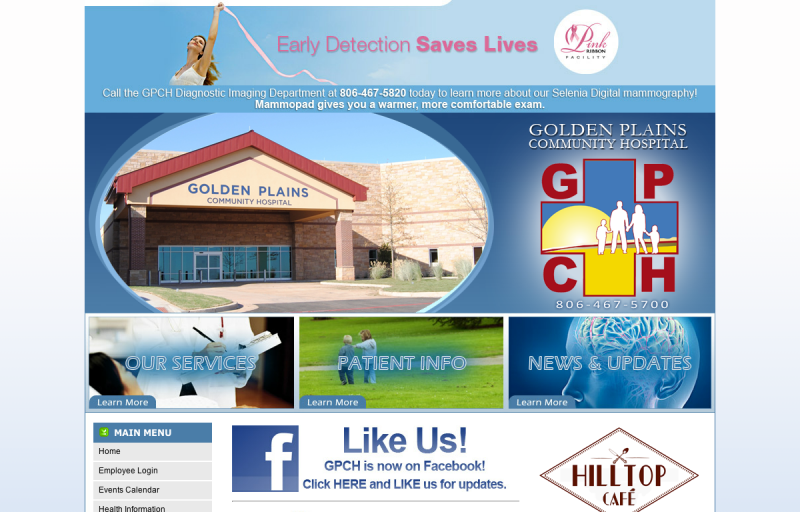 Early Detection Saves Lives
Pink
RIBBON
FACILITY
Call the GPCH Diagnostic Imaging Department at 806-467-5820 today to learn more about our Selenia Digital mammography!
Mammopad gives you a warmer, more comfortable exam.
GOLDEN PLAINS
COMMUNITY HOSPITAL
GOLDEN PLAINS
COMMUNITY HOSPITAL
G P
C H
806-467-5700
OUR SERVICES
Learn More
PATIENT INFO
Learn More
NEWS & UPDATES
Learn More
MAIN MENU
Home
Employee Login
Events Calendar
Health Information
f
Like Us!
GPCH is now on Facebook!
Click HERE and LIKE us for updates.
HILLTOP
CAFÉ